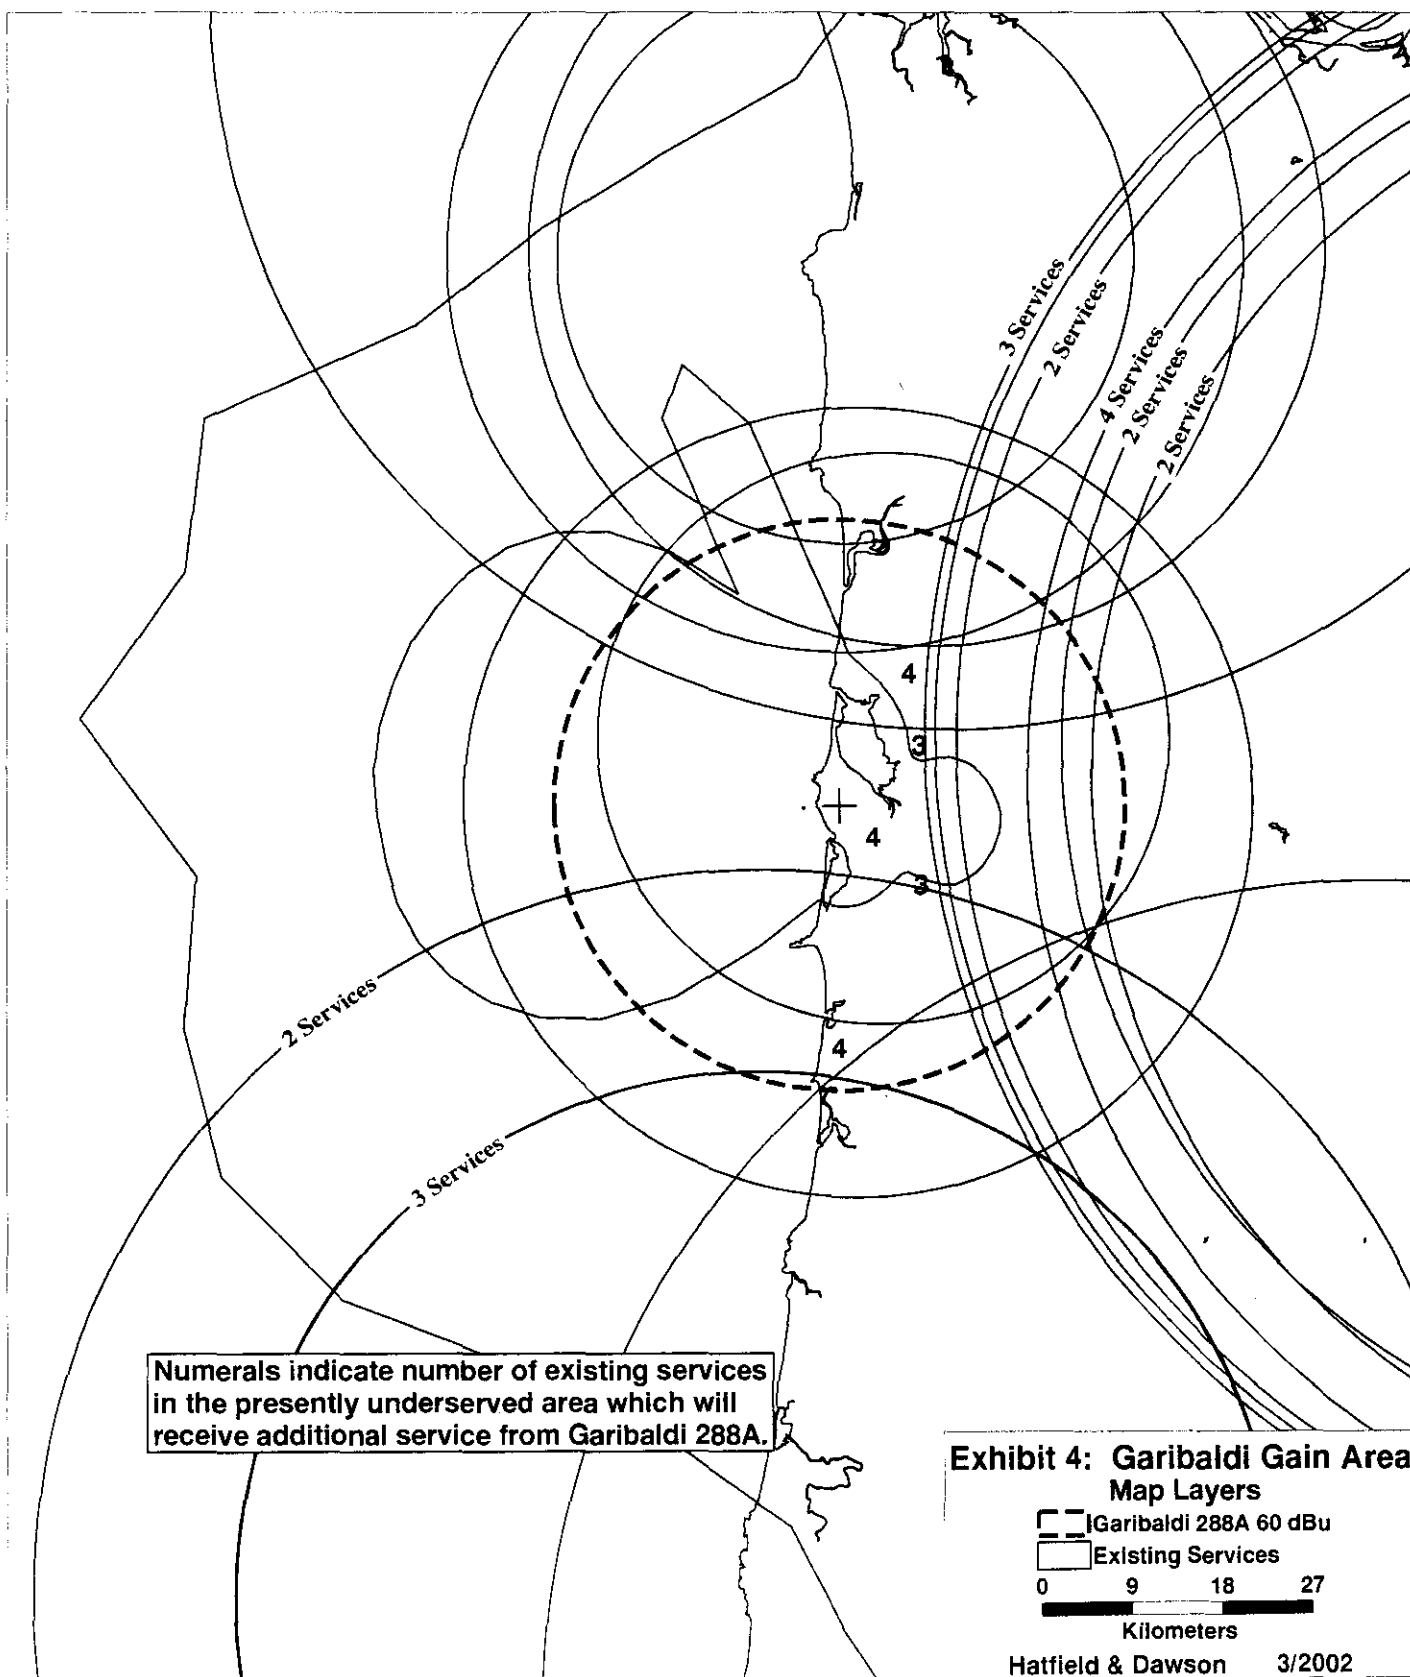 3 Services
2 Services
4 Services
2 Services
2 Services
4
3
4
3
2 Services
4
3 Services
Numerals indicate number of existing services
in the presently underserved area which will
receive additional service from Garibaldi 288A.
Exhibit 4: Garibaldi Gain Area
Map Layers
Garibaldi 288A 60 dBu
Existing Services
0 9 18 27
Kilometers
Hatfield & Dawson 3/2002